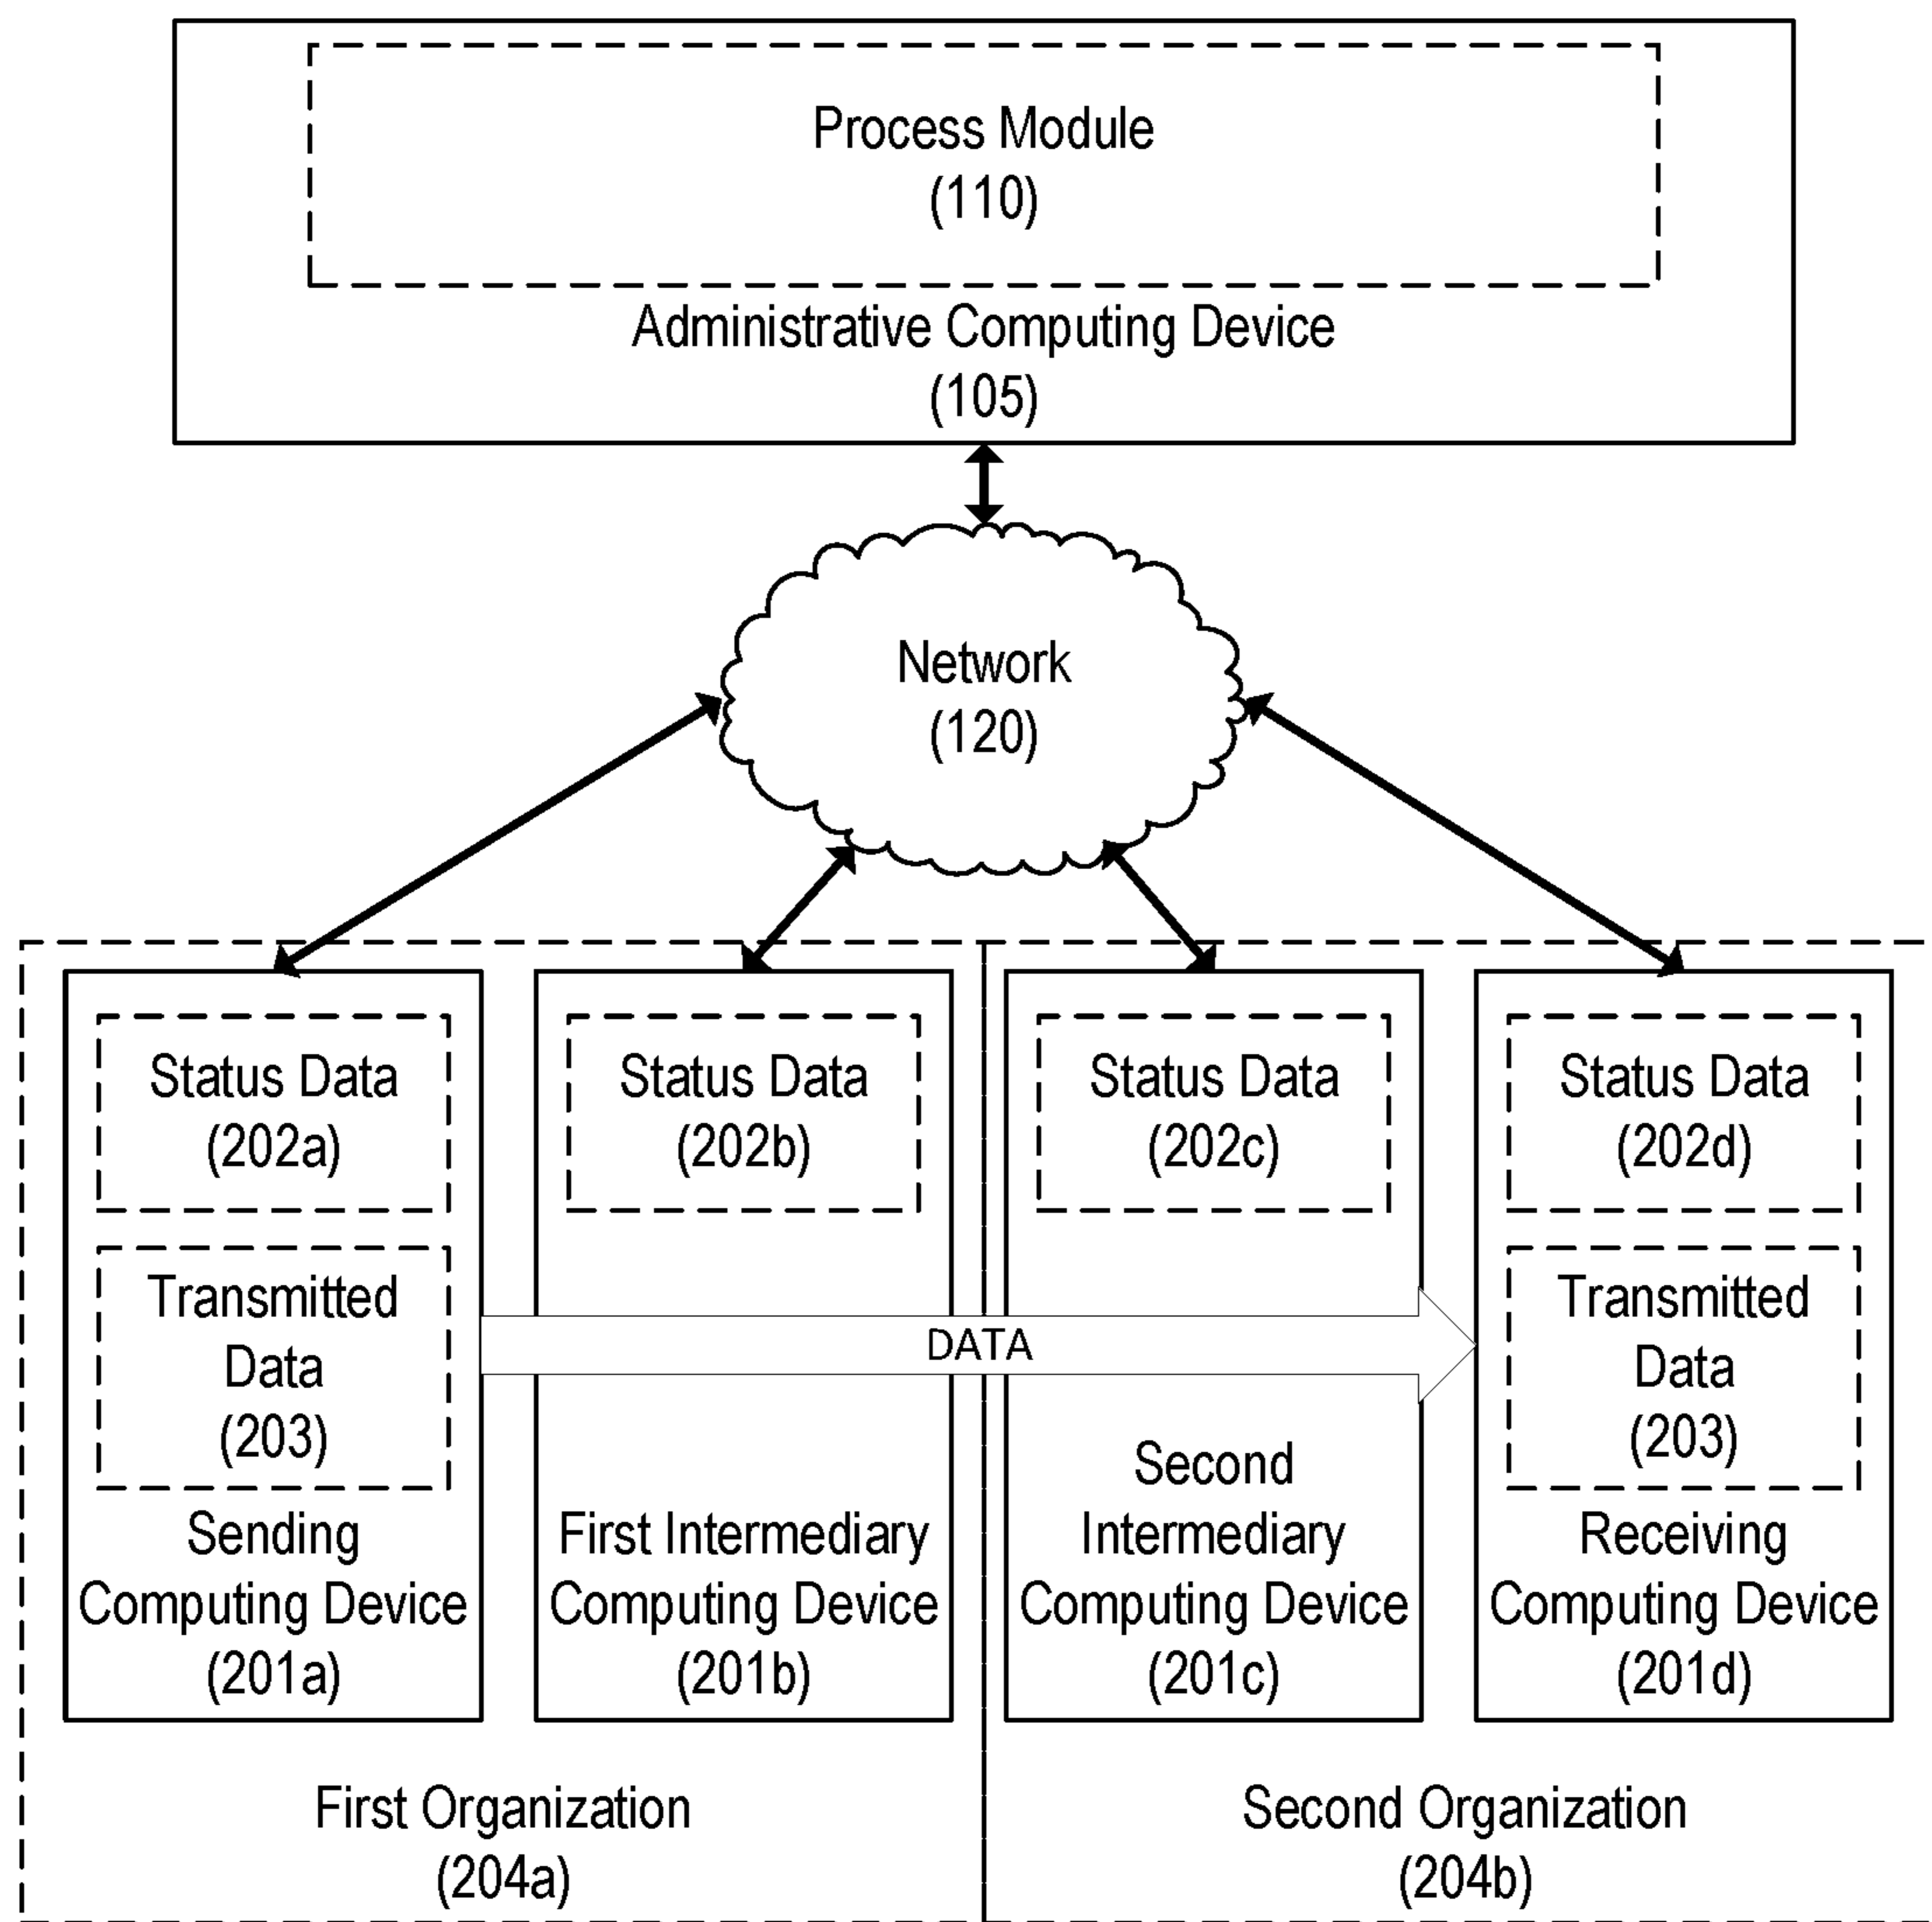 Process Module
(110)
Administrative Computing Device
(105)
Network
(120)
Status Data
(202a)
Transmitted
Data
(203)
Sending
Computing Device
(201a)
Status Data
(202b)
First Intermediary
Computing Device
(201b)
Status Data
(202c)
Second
Intermediary
Computing Device
(201c)
Status Data
(202d)
Transmitted
Data
(203)
Receiving
Computing Device
(201d)
DATA
First Organization
(204a)
Second Organization
(204b)